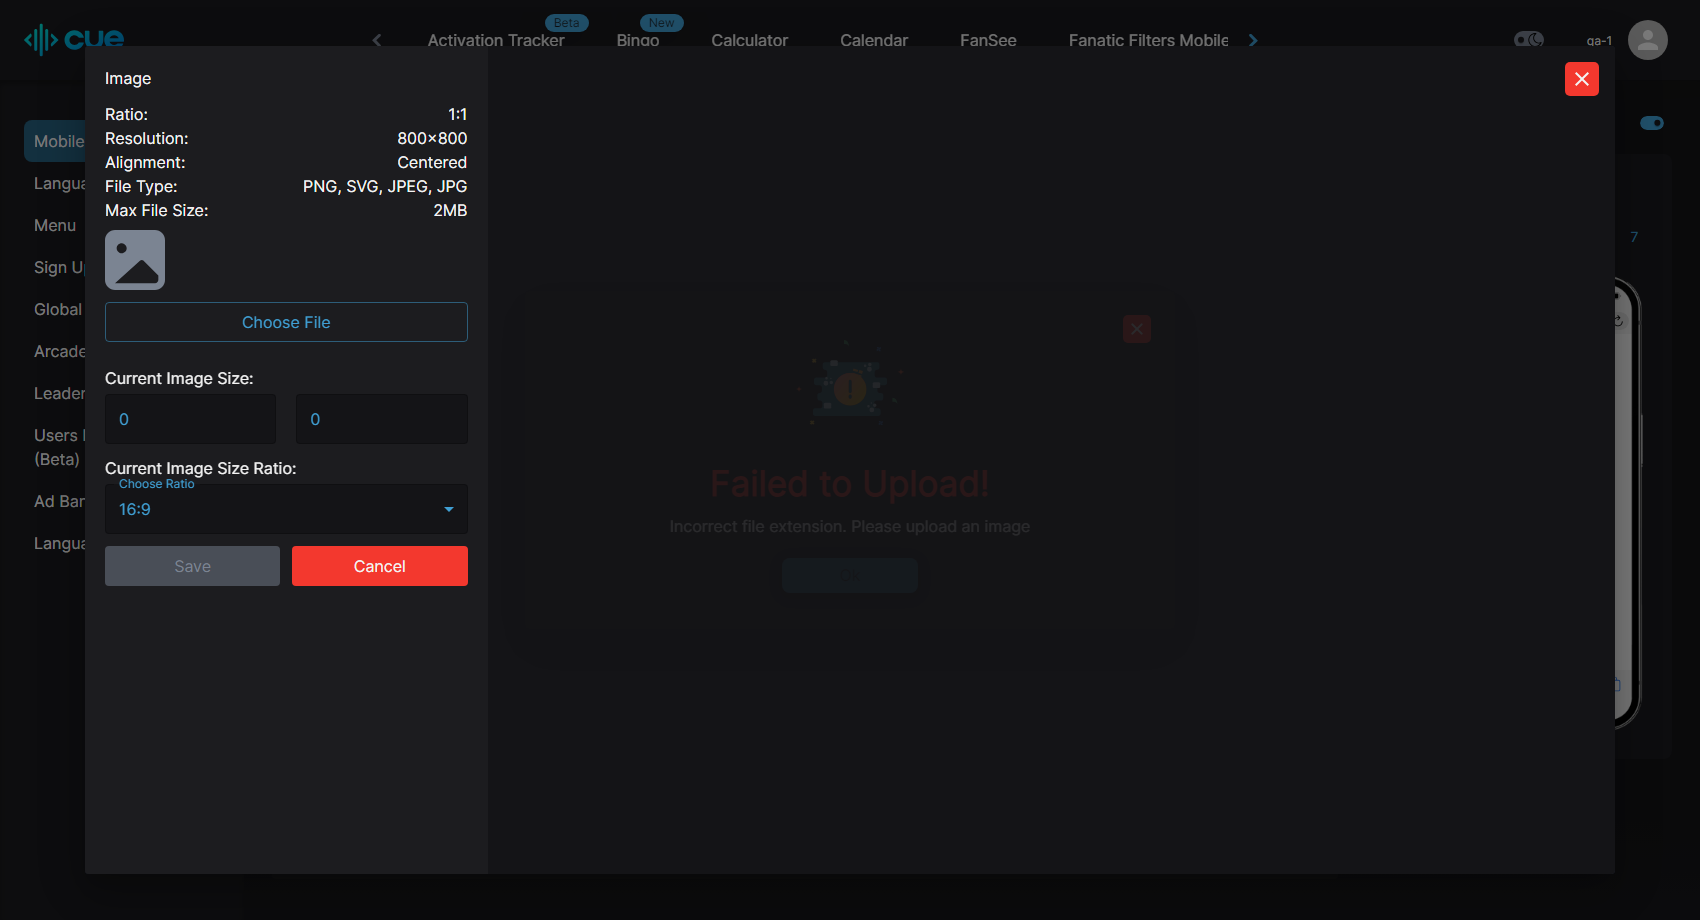 cue
Activation Tracker
Beta
Bingo
New
Calculator
Calendar
FanSee
Fanatic Filters Mobile
qa-1
Mobile
Langua
Menu
Sign Up
Global
Arcade
Leader
Users
(Beta)
Ad Ban
Langua
Image
Ratio: 1:1
Resolution: 800×800
Alignment: Centered
File Type: PNG, SVG, JPEG, JPG
Max File Size: 2MB
Choose File
Current Image Size:
0 0
Current Image Size Ratio:
Choose Ratio
16:9
Save Cancel
Failed to Upload!
Incorrect file extension. Please upload an image
7